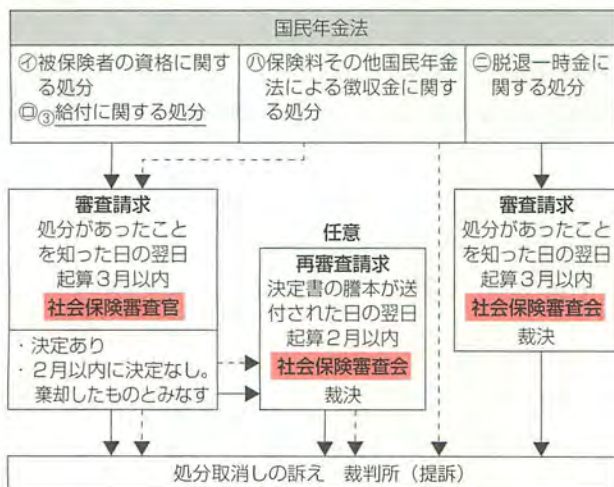 国民年金法
㋑被保険者の資格に関す
る処分
㋺③給付に関する処分
㋩保険料その他国民年金
法による徴収金に関す
る処分
㊁脱退一時金に
関する処分
審査請求
処分があったこと
を知った日の翌日
起算3月以内
社会保険審査官
・決定あり
・2月以内に決定なし。
棄却したものとみなす
任意
再審査請求
決定書の謄本が送
付された日の翌日
起算2月以内
社会保険審査会
裁決
審査請求
処分があったこと
を知った日の翌日
起算3月以内
社会保険審査会
裁決
処分取消しの訴え 裁判所（提訴）